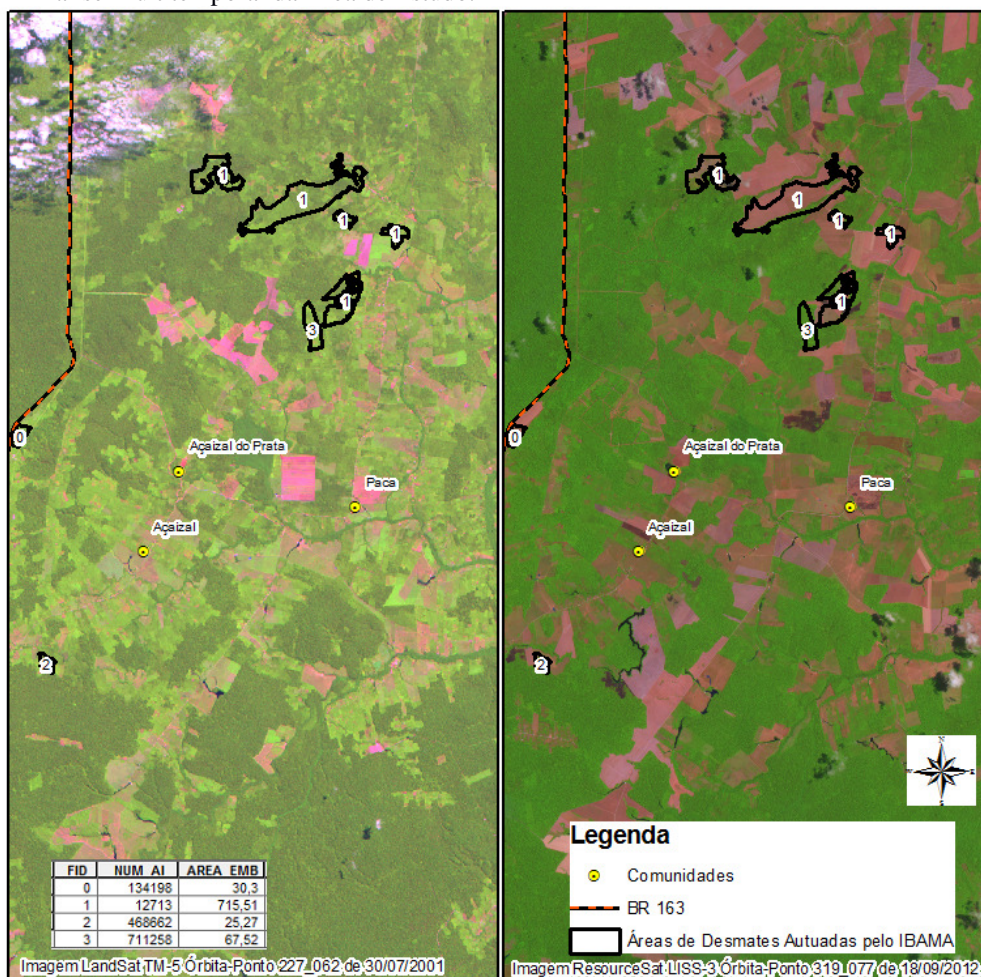 1
1
1
1
1
3
0
Açaizal do Prata
Paca
Açaizal
2
FID NUM_AI AREA_EMB
0 134198 30,3
1 12713 715,51
2 468662 25,27
3 711258 67,52
Imagem LandSat TM-5 Órbita-Ponto 227_062 de 30/07/2001
1
1
1
1
1
3
0
Açaizal do Prata
Paca
Açaizal
2
N
Legenda
Comunidades
BR 163
Áreas de Desmates Autuadas pelo IBAMA
Imagem ResourceSat LISS-3 Órbita-Ponto 319_077 de 18/08/2012